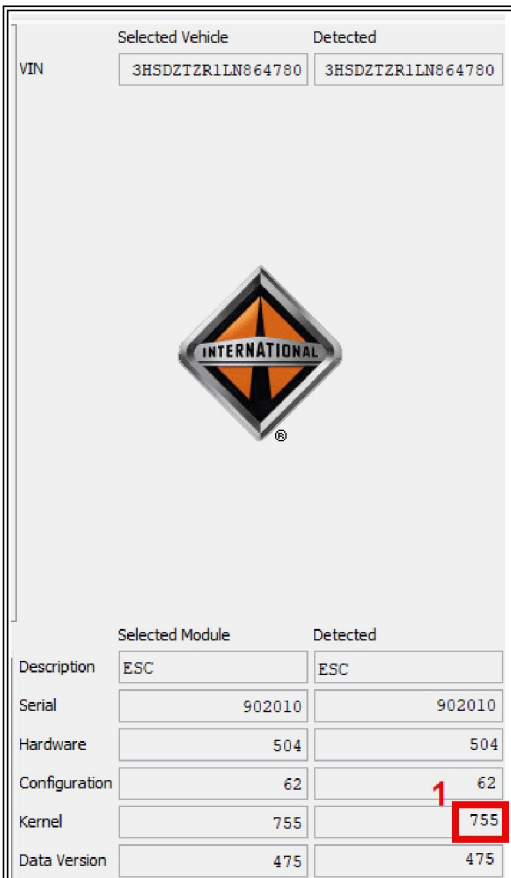 Selected Vehicle Detected
VIN 3HSDZTZR1LN864780 3HSDZTZR1LN864780
INTERNATIONAL
®
Selected Module Detected
Description ESC ESC
Serial 902010 902010
Hardware 504 504
Configuration 62 62
1
Kernel 755 755
Data Version 475 475